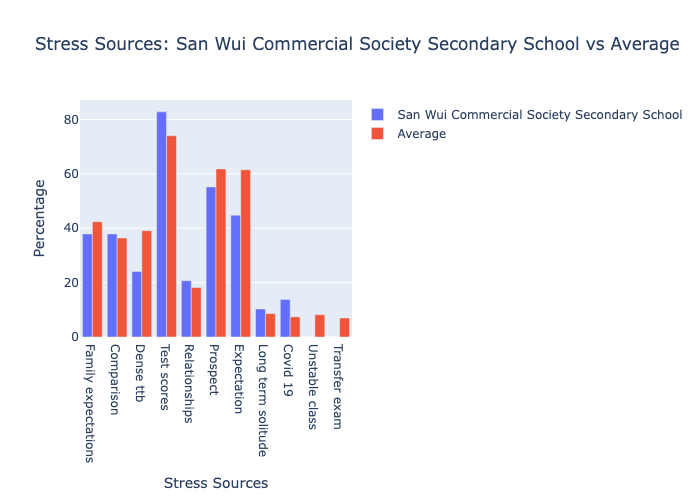 Stress Sources: San Wui Commercial Society Secondary School vs Average
San Wui Commercial Society Secondary School
Average
Percentage
80
60
40
20
0
Family expectations
Comparison
Dense ttb
Test scores
Relationships
Prospect
Expectation
Long term solitude
Covid 19
Unstable class
Transfer exam
Stress Sources